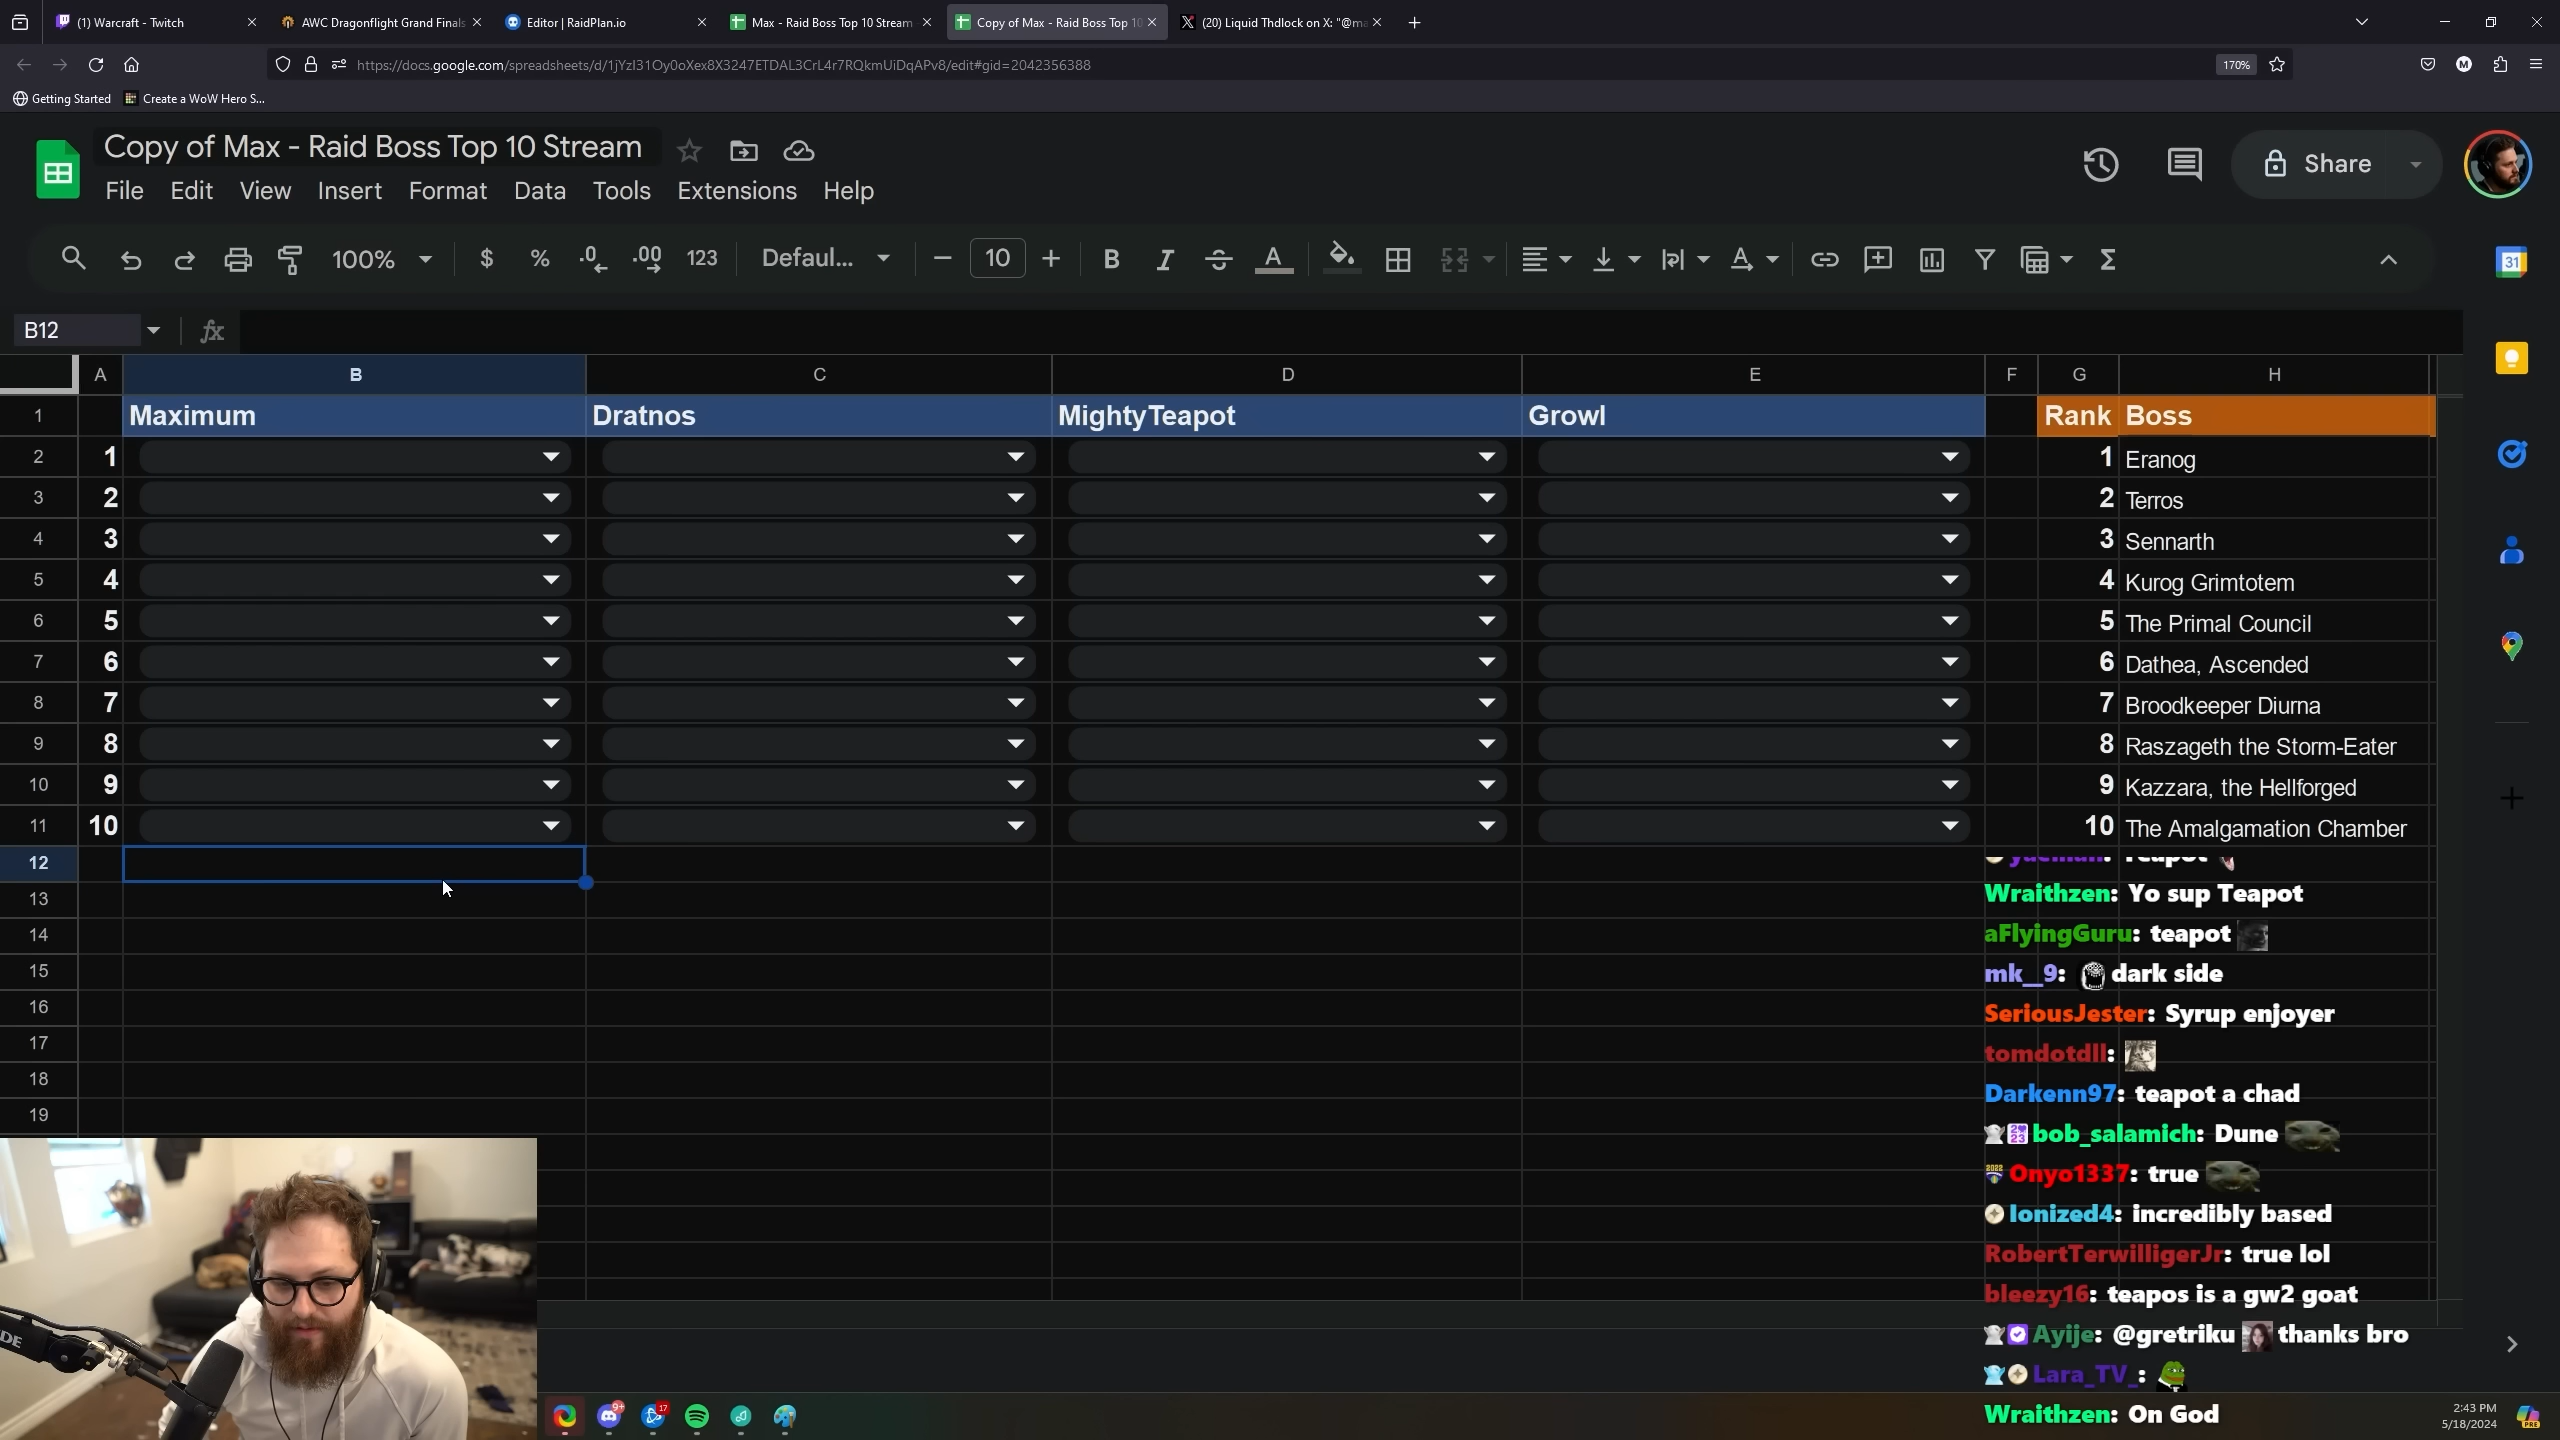 (1) Warcraft - Twitch
AWC Dragonflight Grand Finals
Editor | RaidPlan.io
Max - Raid Boss Top 10 Stream
Copy of Max - Raid Boss Top 10
(20) Liquid Thdlock on X: "@ma
https://docs.google.com/spreadsheets/d/1jYzI31Oy0oXex8X3247ETDAL3CrL4r7RQkmUiDqAPv8/edit#gid=2042356388
170%
Getting Started
Create a WoW Hero S...
Copy of Max - Raid Boss Top 10 Stream
File Edit View Insert Format Data Tools Extensions Help
Share
100% $ % .0 .00 123 Defaul... 10 B I S A
31
B12
fx
A B C D E F G H
1 Maximum Dratnos MightyTeapot Growl Rank Boss
2 1 1 Eranog
3 2 2 Terros
4 3 3 Sennarth
5 4 4 Kurog Grimtotem
6 5 5 The Primal Council
7 6 6 Dathea, Ascended
8 7 7 Broodkeeper Diurna
9 8 8 Raszageth the Storm-Eater
10 9 9 Kazzara, the Hellforged
11 10 10 The Amalgamation Chamber
12
13
14
15
16
17
18
19
Wraithzen: Yo sup Teapot
aFlyingGuru: teapot
mk__9: dark side
SeriousJester: Syrup enjoyer
tomdotdll:
Darkenn97: teapot a chad
bob_salamich: Dune
Onyo1337: true
Ionized4: incredibly based
RobertTerwilligerJr: true lol
bleezy16: teapos is a gw2 goat
Ayije: @gretriku thanks bro
Lara_TV_:
Wraithzen: On God
9+
17
2:43 PM
5/18/2024